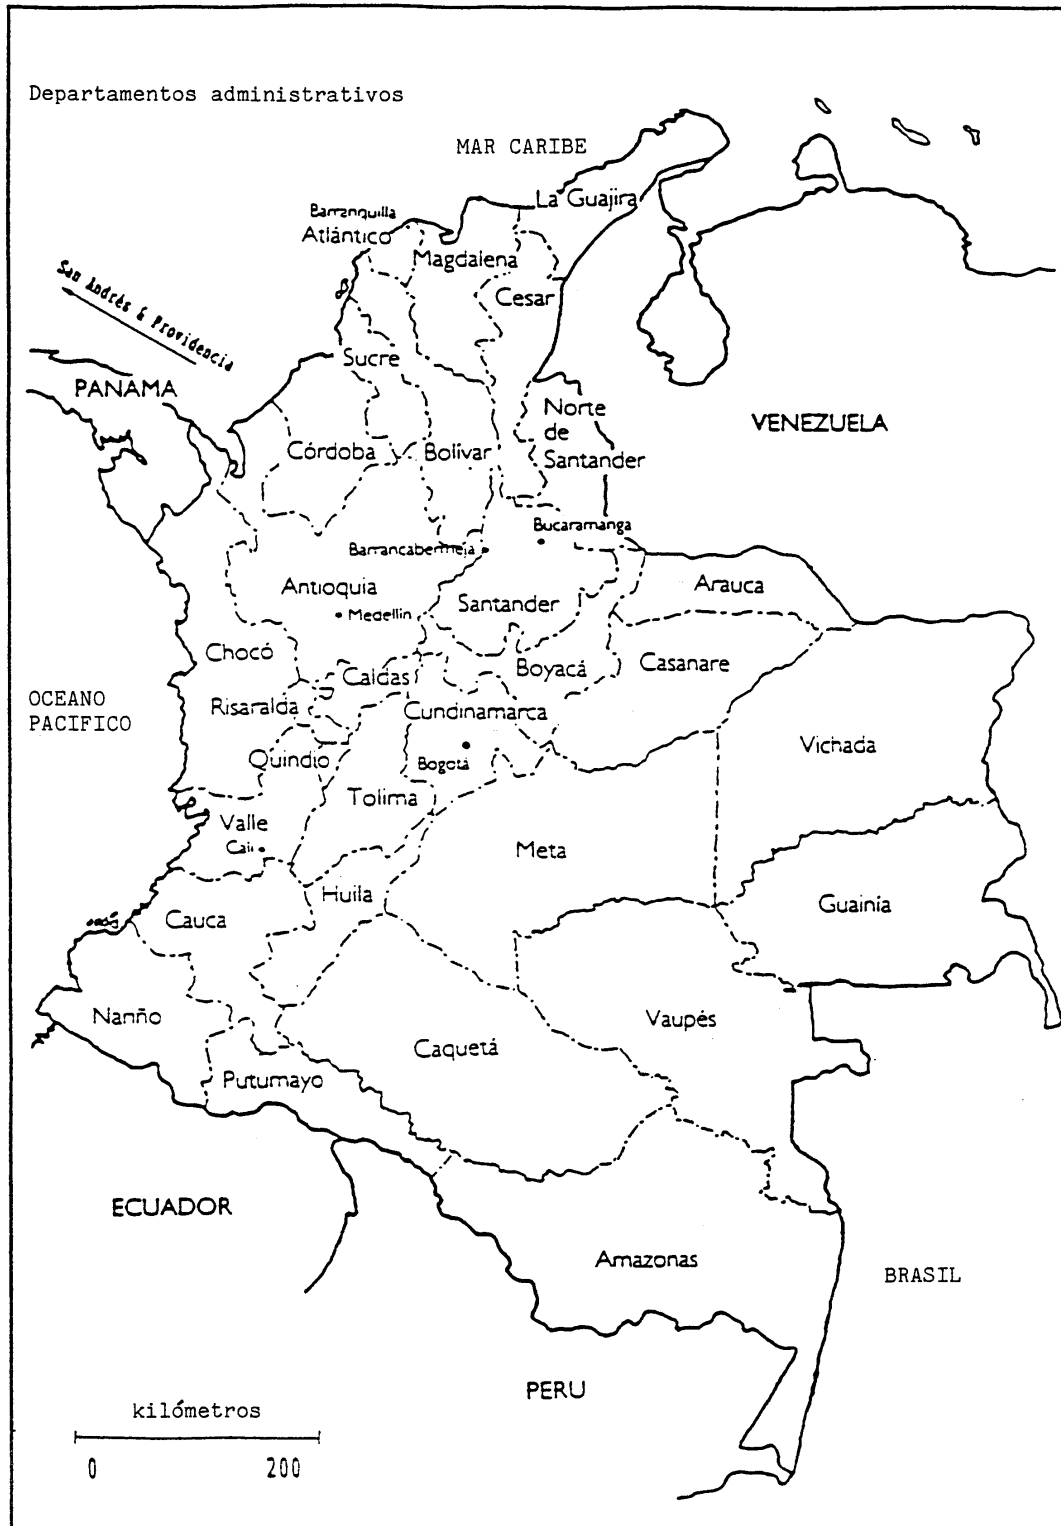 Departamentos administrativos
MAR CARIBE
La Guajira
Barranquilla
Atlántico
Magdalena
Cesar
San Andrés & Providencia
Sucre
PANAMA
Norte
de
Santander
VENEZUELA
Córdoba
Bolívar
Bucaramanga
Barrancabermeja
Antioquia
Arauca
Santander
Medellín
Chocó
Boyacá
Casanare
Caldas
OCEANO
PACIFICO
Risaralda
Cundinamarca
Vichada
Quindio
Bogotá
Tolima
Valle
Cali
Meta
Huila
Guainía
Cauca
Nariño
Vaupés
Caquetá
Putumayo
ECUADOR
Amazonas
BRASIL
PERU
kilómetros
0 200